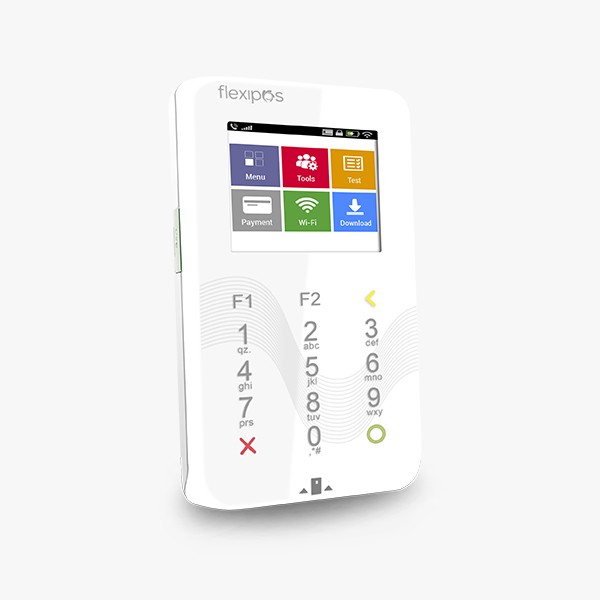 flexipos
Menu Tools Test
Payment Wi-Fi Download
F1 F2
1 2 3
qz. abc def
4 5 6
ghi jkl mno
7 8 9
prs tuv wxy
0
.*#